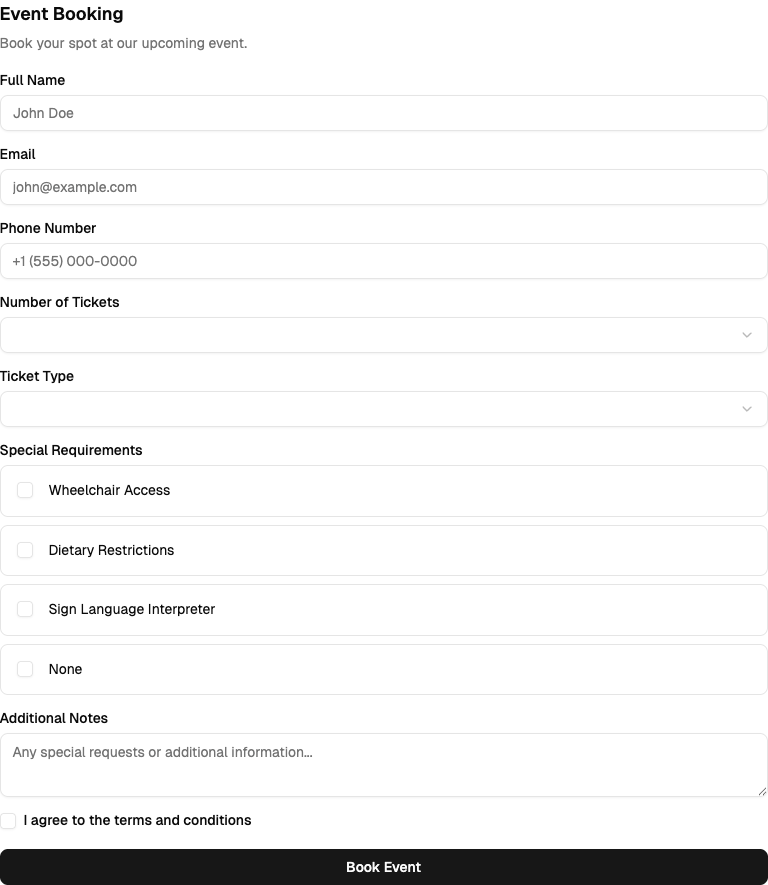 Event Booking
Book your spot at our upcoming event.
Full Name
John Doe
Email
john@example.com
Phone Number
+1 (555) 000-0000
Number of Tickets
Ticket Type
Special Requirements
Wheelchair Access
Dietary Restrictions
Sign Language Interpreter
None
Additional Notes
Any special requests or additional information...
I agree to the terms and conditions
Book Event